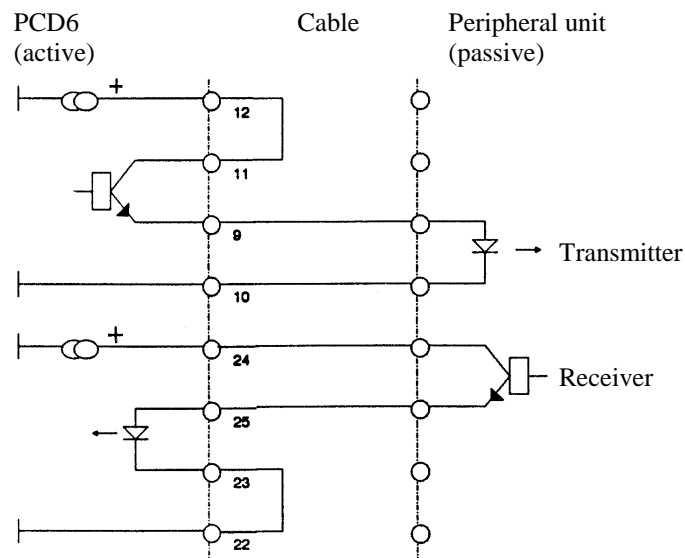 PCD6 Cable Peripheral unit
(active) (passive)
+
12
11
9
Transmitter
10
+
24
Receiver
25
23
22